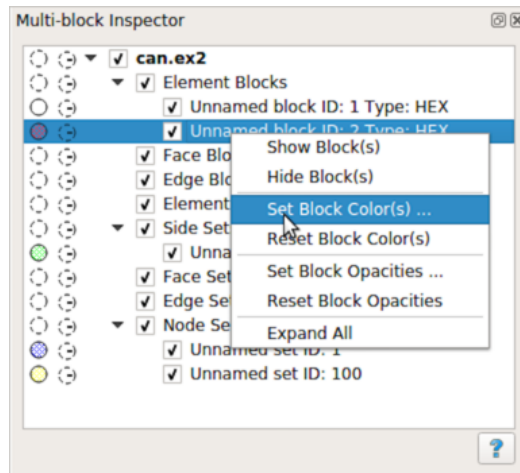 Multi-block Inspector
can.ex2
Element Blocks
Unnamed block ID: 1 Type: HEX
Unnamed block ID: 2 Type: HEX
Show Block(s)
Face Blo
Hide Block(s)
Edge Blo
Element
Set Block Color(s) ...
Side Set
Reset Block Color(s)
Unna
Face Set
Set Block Opacities ...
Edge Se
Reset Block Opacities
Node Se
Expand All
Unnamed set ID: 1
Unnamed set ID: 100
?